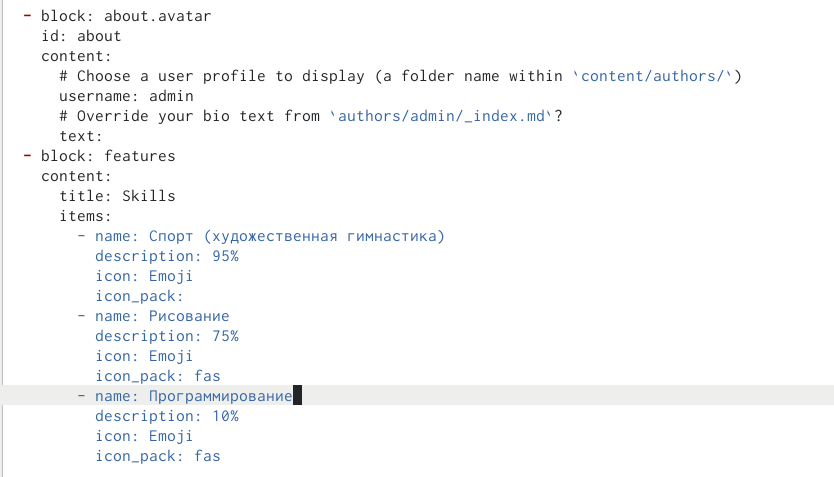 - block: about.avatar
  id: about
  content:
    # Choose a user profile to display (a folder name within `content/authors/`)
    username: admin
    # Override your bio text from `authors/admin/_index.md`?
    text:
- block: features
  content:
    title: Skills
    items:
      - name: Спорт (художественная гимнастика)
        description: 95%
        icon: Emoji
        icon_pack:
      - name: Рисование
        description: 75%
        icon: Emoji
        icon_pack: fas
      - name: Программирование
        description: 10%
        icon: Emoji
        icon_pack: fas